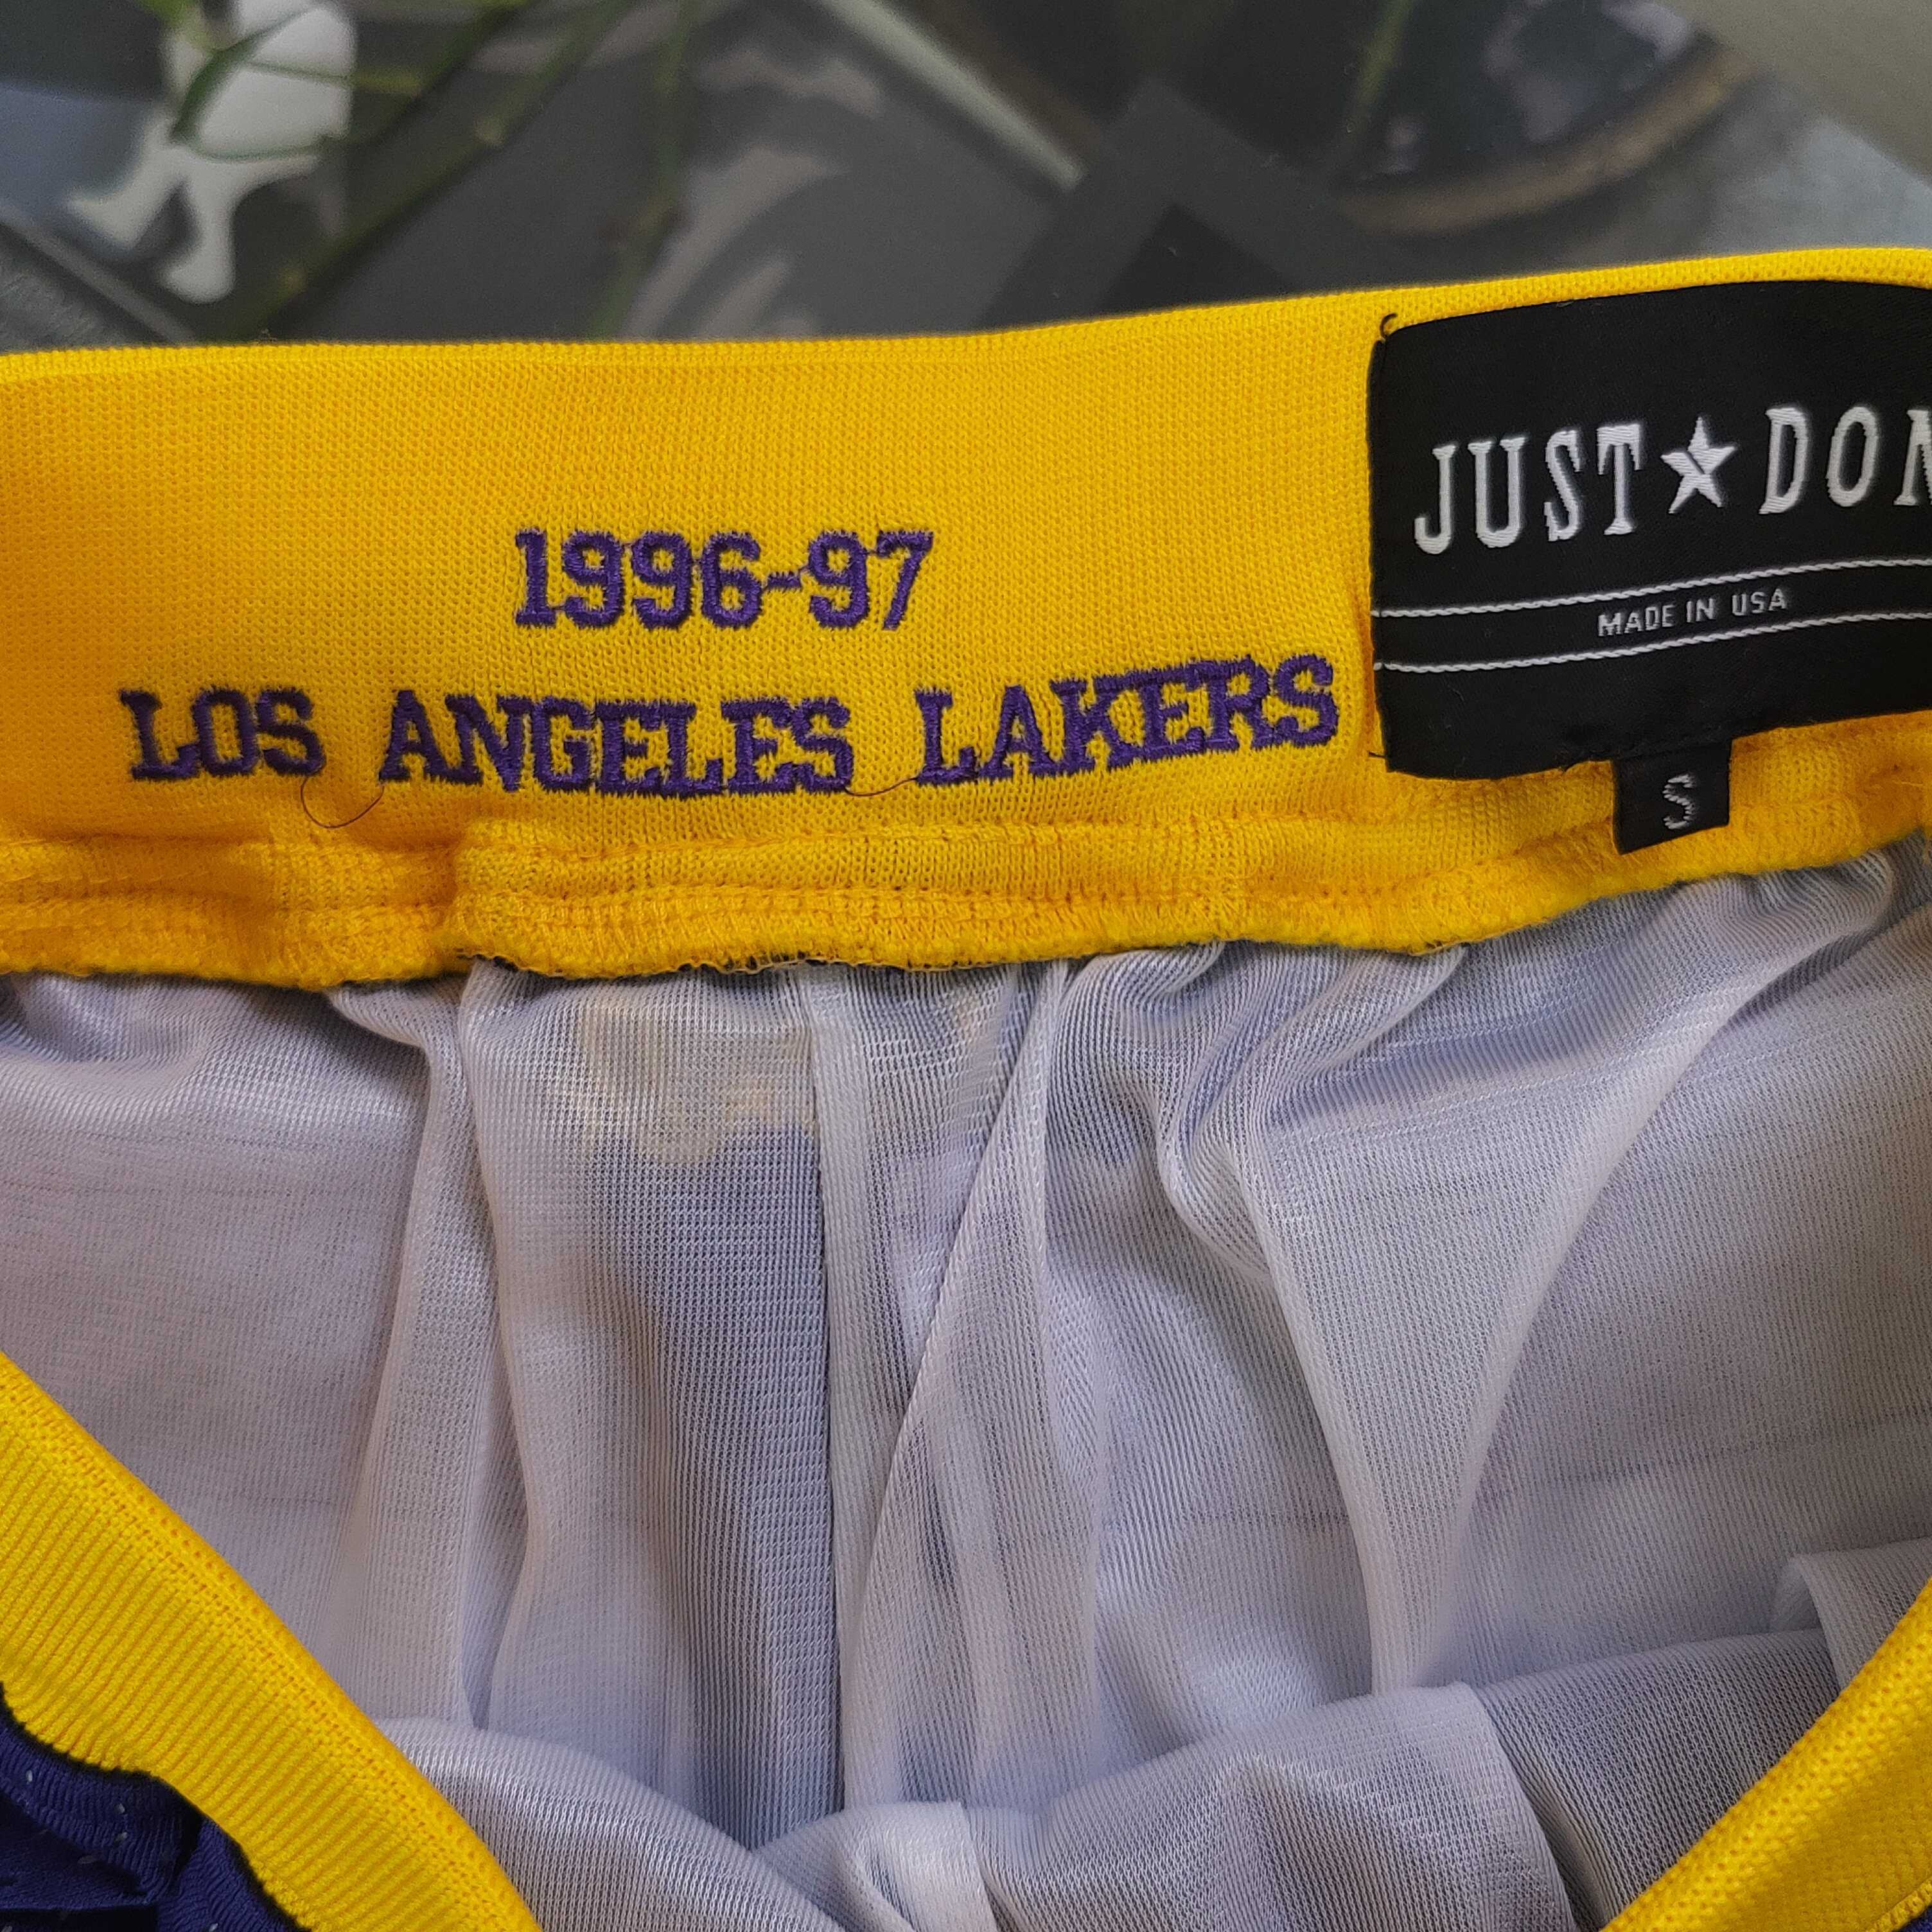 1996-97
LOS ANGELES LAKERS
JUST★DON
MADE IN USA
S